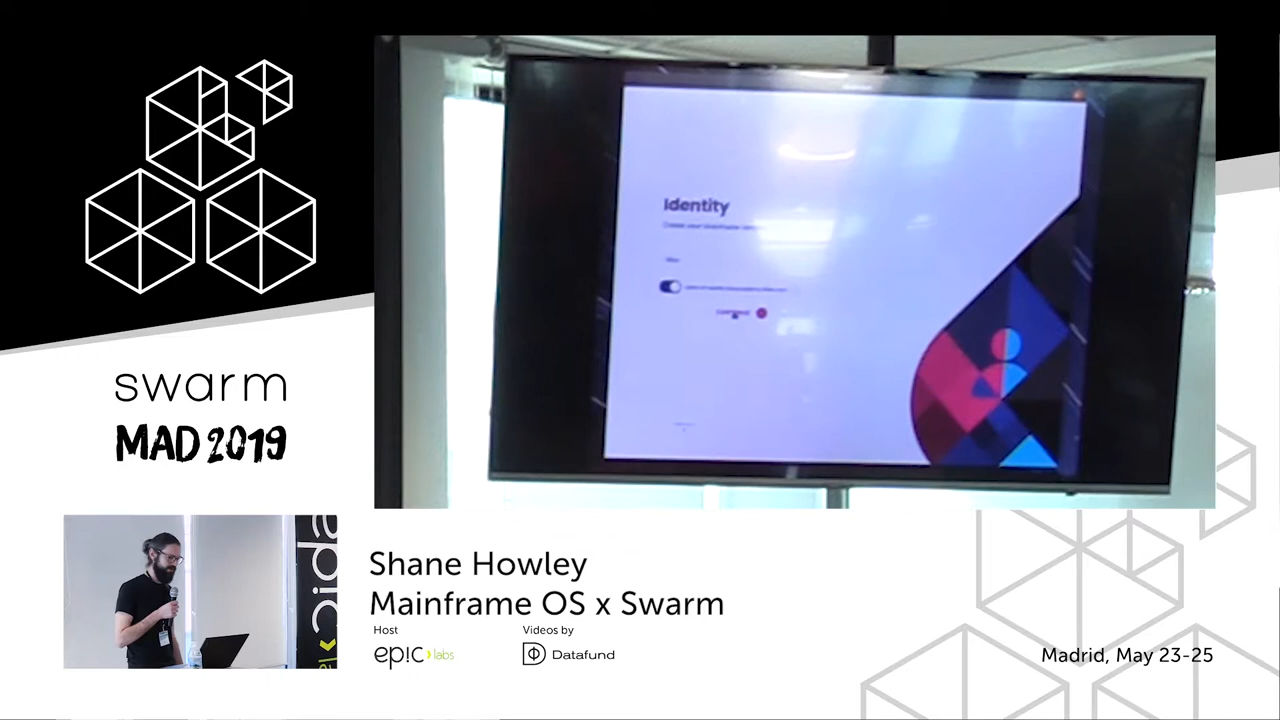 Identity
swarm
MAD 2019
Shane Howley
Mainframe OS x Swarm
Host
Videos by
epic labs
Datafund
Madrid, May 23-25